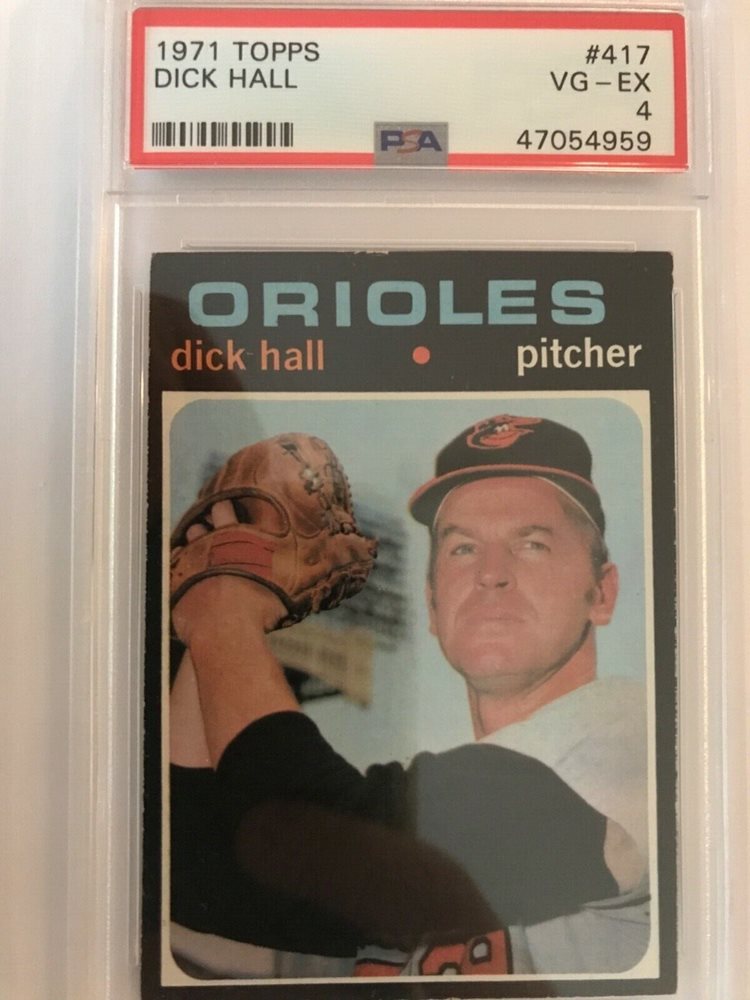 1971 TOPPS #417
DICK HALL VG-EX
4
PSA 47054959
ORIOLES
dick hall • pitcher